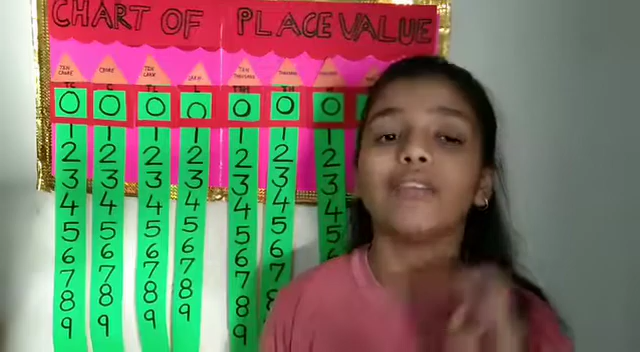 CHART OF PLACE VALUE
TEN CRORE CRORE TEN LAKH LAKH TEN THOUSAND THOUSAND
TC C TL L TTH TH H
0 0 0 0 0 0 0
1 1 1 1 1 1 1
2 2 2 2 2 2 2
3 3 3 3 3 3 3
4 4 4 4 4 4 4
5 5 5 5 5 5 5
6 6 6 6 6 6 6
7 7 7 7 7 7
8 8 8 8 8 8
9 9 9 9 9